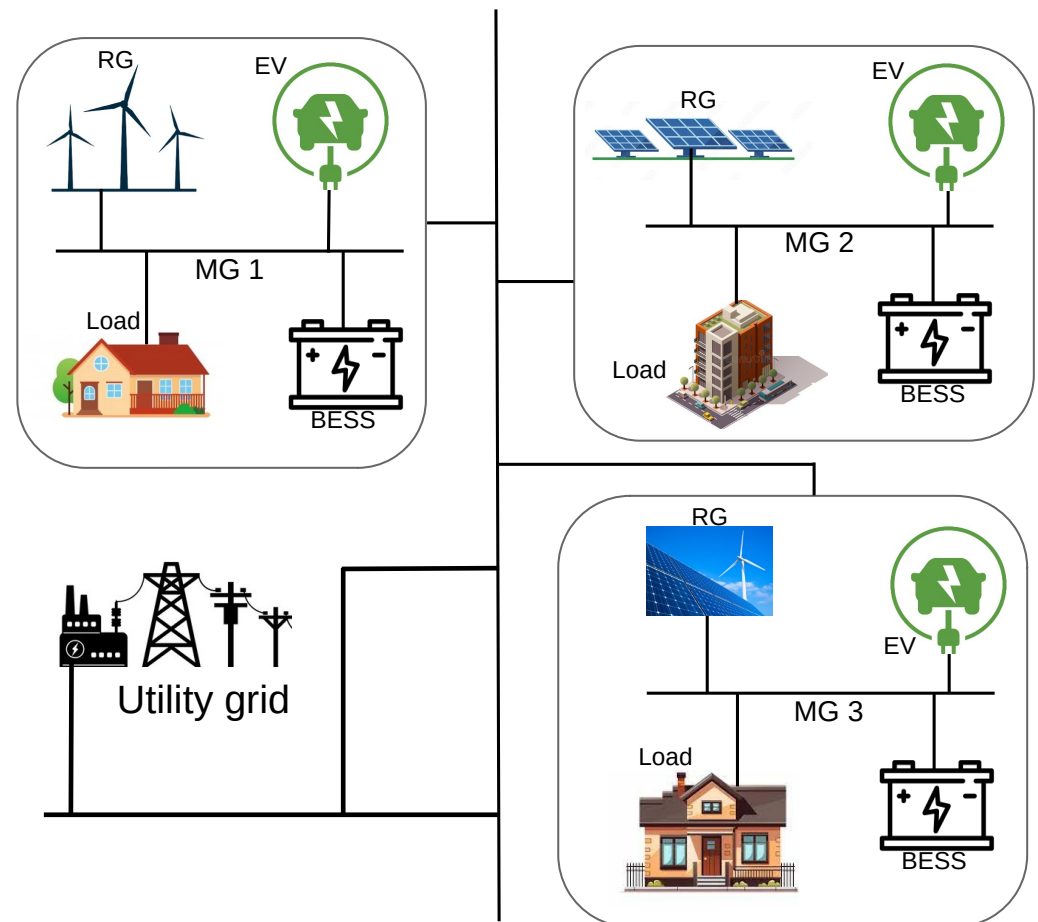 RG
EV
MG 1
Load
BESS
RG
EV
MG 2
Load
BESS
Utility grid
RG
EV
MG 3
Load
BESS